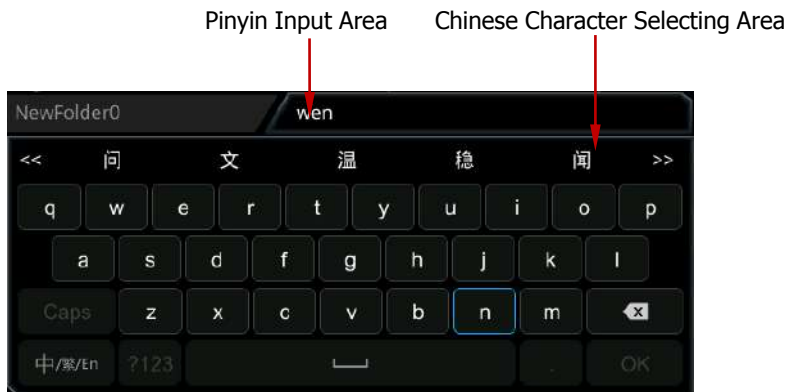 Pinyin Input Area Chinese Character Selecting Area
NewFolder0 wen
<< 问 文 温 稳 闻 >>
q w e r t y u i o p
a s d f g h j k l
Caps z x c v b n m x
中/繁/En ?123 . OK